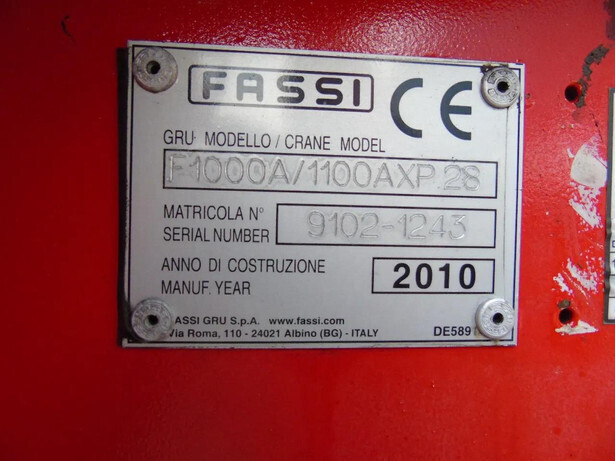 FASSI CE
GRU MODELLO / CRANE MODEL
F1000A/1100AXP.28
MATRICOLA N°
SERIAL NUMBER 9102-1243
ANNO DI COSTRUZIONE
MANUF. YEAR 2010
ASSI GRU S.p.A. www.fassi.com
Via Roma, 110 - 24021 Albino (BG) - ITALY DE589